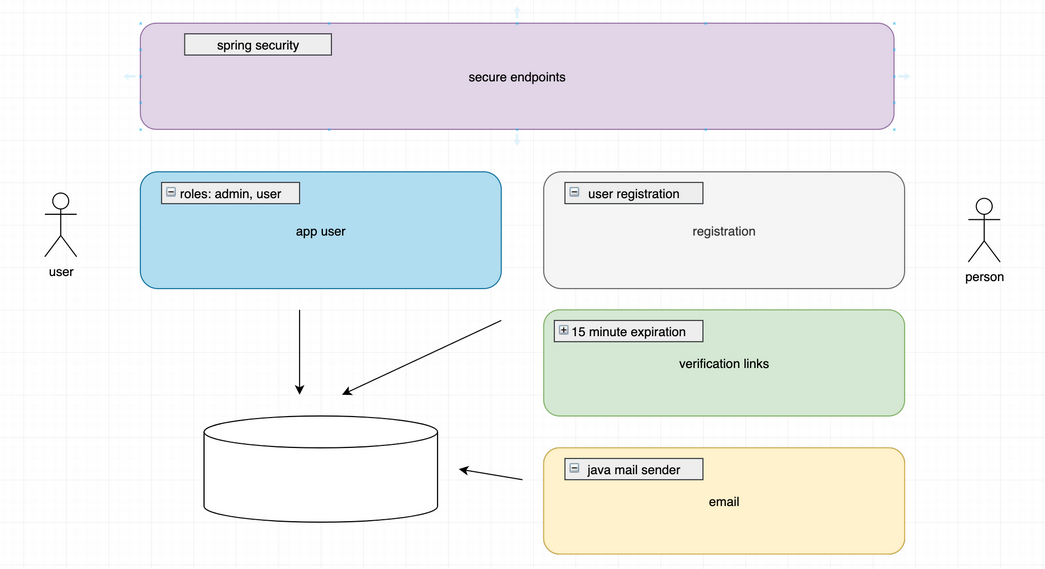 spring security
secure endpoints
roles: admin, user
app user
user registration
registration
user
person
15 minute expiration
verification links
java mail sender
email